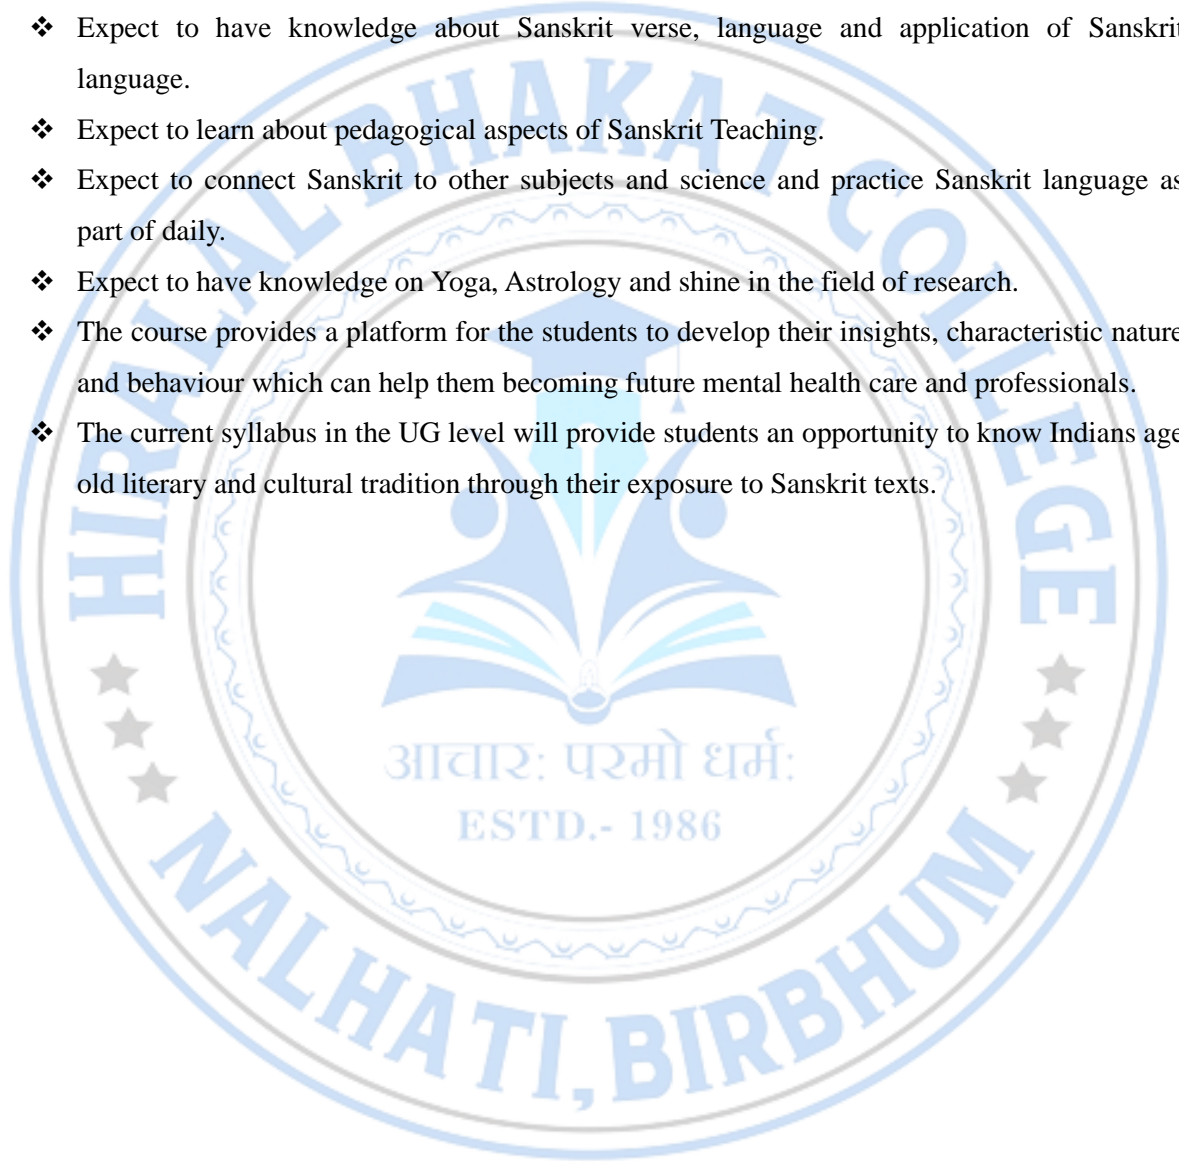 ❖ Expect to have knowledge about Sanskrit verse, language and application of Sanskrit
language.
❖ Expect to learn about pedagogical aspects of Sanskrit Teaching.
❖ Expect to connect Sanskrit to other subjects and science and practice Sanskrit language as
part of daily.
❖ Expect to have knowledge on Yoga, Astrology and shine in the field of research.
❖ The course provides a platform for the students to develop their insights, characteristic nature
and behaviour which can help them becoming future mental health care and professionals.
❖ The current syllabus in the UG level will provide students an opportunity to know Indians age
old literary and cultural tradition through their exposure to Sanskrit texts.
HIRALAL BHAKAT COLLEGE
आचार: परमो धर्म:
ESTD.- 1986
NALHATI, BIRBHUM